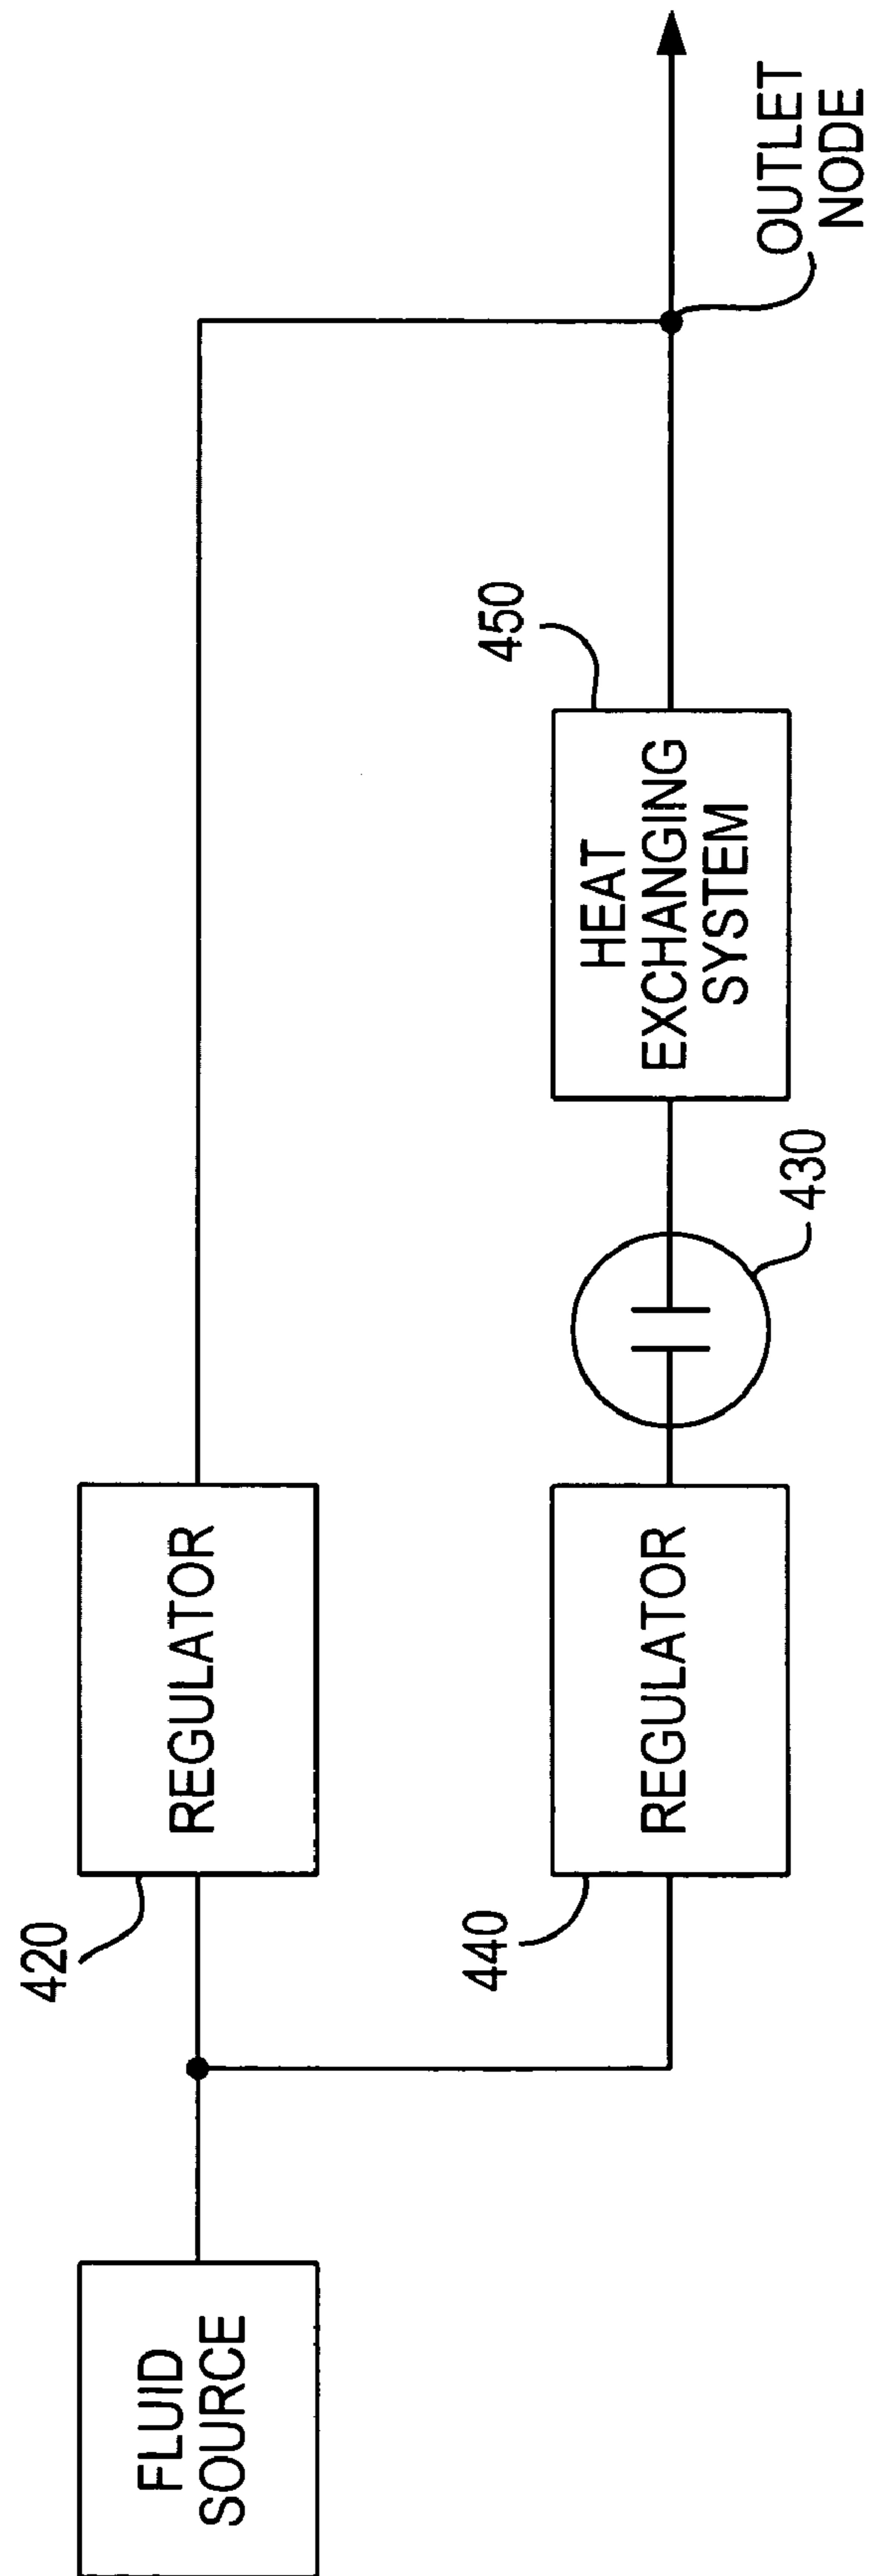 FLUID
SOURCE
420
REGULATOR
440
REGULATOR
430
450
HEAT
EXCHANGING
SYSTEM
OUTLET
NODE